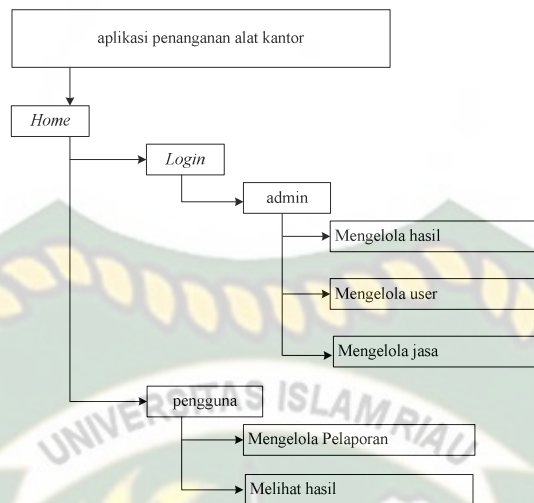 aplikasi penanganan alat kantor
Home
Login
admin
Mengelola hasil
Mengelola user
Mengelola jasa
pengguna
UNIVERSITAS ISLAM RIAU
Mengelola Pelaporan
Melihat hasil